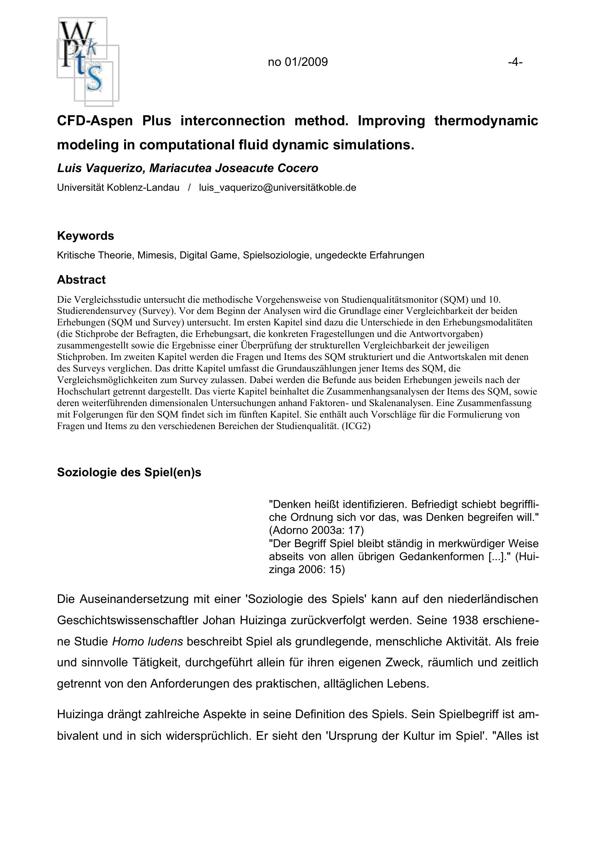 W
P k
t s
S
no 01/2009 -4-
CFD-Aspen Plus interconnection method. Improving thermodynamic
modeling in computational fluid dynamic simulations.
Luis Vaquerizo, Mariacutea Joseacute Cocero
Universität Koblenz-Landau / luis_vaquerizo@universitätkoble.de
Keywords
Kritische Theorie, Mimesis, Digital Game, Spielsoziologie, ungedeckte Erfahrungen
Abstract
Die Vergleichsstudie untersucht die methodische Vorgehensweise von Studienqualitätsmonitor (SQM) und 10.
Studierendensurvey (Survey). Vor dem Beginn der Analysen wird die Grundlage einer Vergleichbarkeit der beiden
Erhebungen (SQM und Survey) untersucht. Im ersten Kapitel sind dazu die Unterschiede in den Erhebungsmodalitäten
(die Stichprobe der Befragten, die Erhebungsart, die konkreten Fragestellungen und die Antwortvorgaben)
zusammengestellt sowie die Ergebnisse einer Überprüfung der strukturellen Vergleichbarkeit der jeweiligen
Stichproben. Im zweiten Kapitel werden die Fragen und Items des SQM strukturiert und die Antwortskalen mit denen
des Surveys verglichen. Das dritte Kapitel umfasst die Grundauszählungen jener Items des SQM, die
Vergleichsmöglichkeiten zum Survey zulassen. Dabei werden die Befunde aus beiden Erhebungen jeweils nach der
Hochschulart getrennt dargestellt. Das vierte Kapitel beinhaltet die Zusammenhangsanalysen der Items des SQM, sowie
deren weiterführenden dimensionalen Untersuchungen anhand Faktoren- und Skalenanalysen. Eine Zusammenfassung
mit Folgerungen für den SQM findet sich im fünften Kapitel. Sie enthält auch Vorschläge für die Formulierung von
Fragen und Items zu den verschiedenen Bereichen der Studienqualität. (ICG2)
Soziologie des Spiel(en)s
"Denken heißt identifizieren. Befriedigt schiebt begriffli-
che Ordnung sich vor das, was Denken begreifen will."
(Adorno 2003a: 17)
"Der Begriff Spiel bleibt ständig in merkwürdiger Weise
abseits von allen übrigen Gedankenformen [...]." (Hui-
zinga 2006: 15)
Die Auseinandersetzung mit einer 'Soziologie des Spiels' kann auf den niederländischen
Geschichtswissenschaftler Johan Huizinga zurückverfolgt werden. Seine 1938 erschiene-
ne Studie Homo ludens beschreibt Spiel als grundlegende, menschliche Aktivität. Als freie
und sinnvolle Tätigkeit, durchgeführt allein für ihren eigenen Zweck, räumlich und zeitlich
getrennt von den Anforderungen des praktischen, alltäglichen Lebens.
Huizinga drängt zahlreiche Aspekte in seine Definition des Spiels. Sein Spielbegriff ist am-
bivalent und in sich widersprüchlich. Er sieht den 'Ursprung der Kultur im Spiel'. "Alles ist